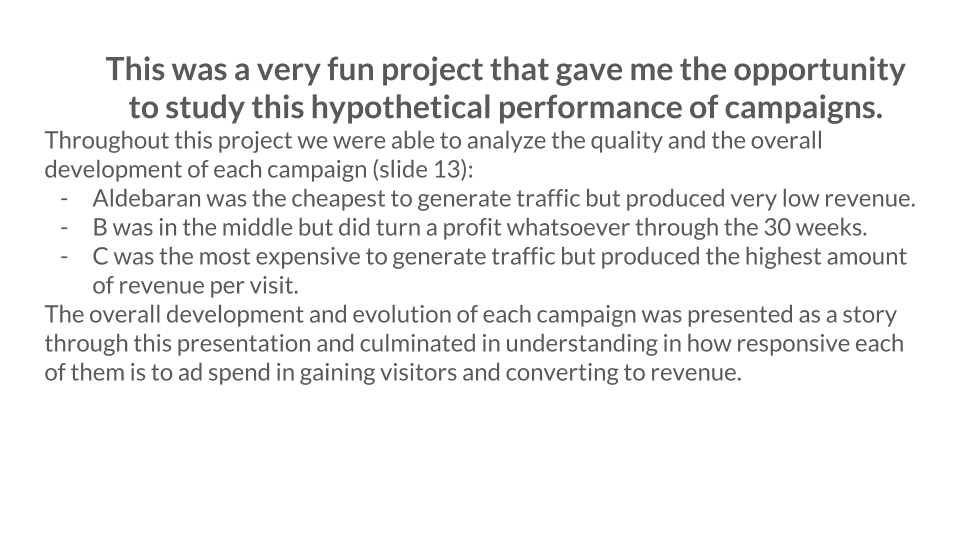 This was a very fun project that gave me the opportunity
to study this hypothetical performance of campaigns.
Throughout this project we were able to analyze the quality and the overall
development of each campaign (slide 13):
- Aldebaran was the cheapest to generate traffic but produced very low revenue.
- B was in the middle but did turn a profit whatsoever through the 30 weeks.
- C was the most expensive to generate traffic but produced the highest amount
of revenue per visit.
The overall development and evolution of each campaign was presented as a story
through this presentation and culminated in understanding in how responsive each
of them is to ad spend in gaining visitors and converting to revenue.